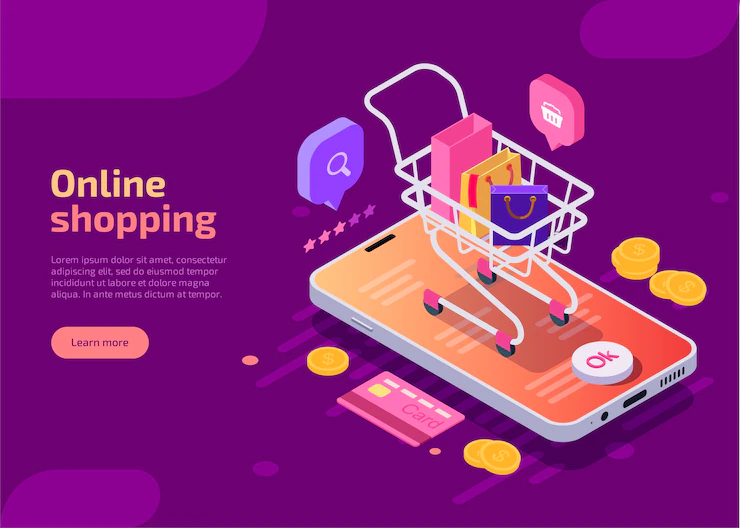 Online
shopping
Lorem ipsum dolor sit amet, consectetur
adipiscing elit, sed do eiusmod tempor
incididunt ut labore et dolore magna
aliqua. In ante metus dictum at tempor.
Learn more
Ok
Card
$
$
$
$